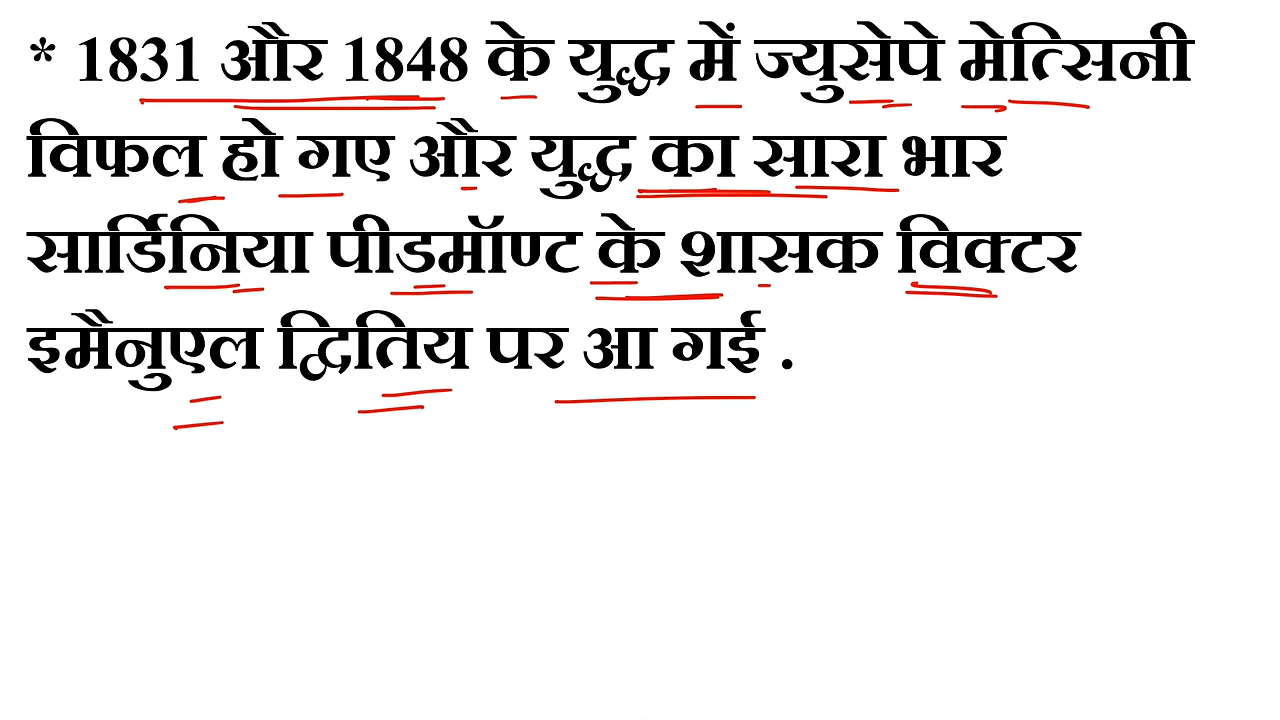 * 1831 और 1848 के युद्ध में ज्युसेपे मेत्सिनी
विफल हो गए और युद्ध का सारा भार
सार्डिनिया पीडमॉण्ट के शासक विक्टर
इमैनुएल द्वितिय पर आ गई .